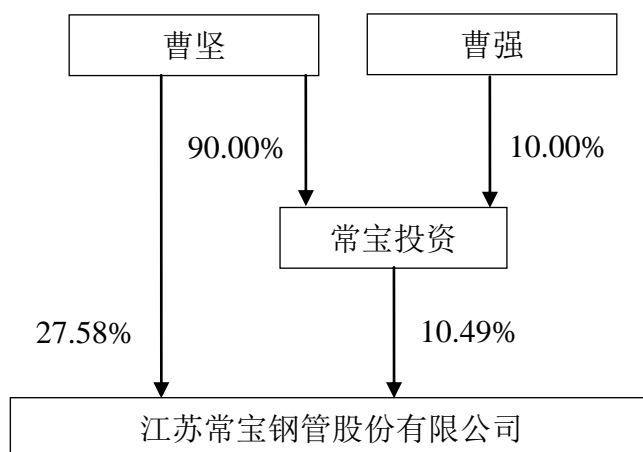 曹坚
曹强
90.00%
10.00%
常宝投资
27.58%
10.49%
江苏常宝钢管股份有限公司